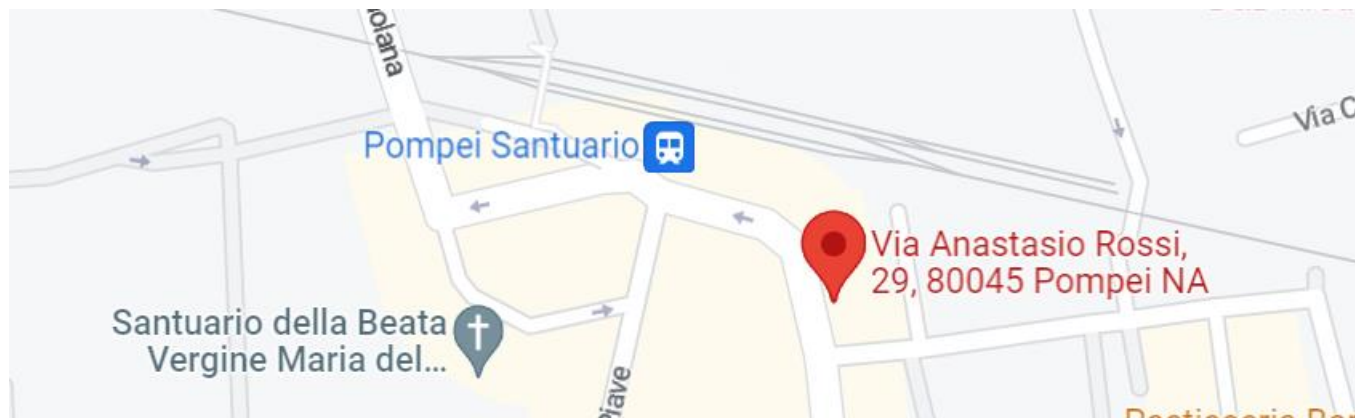 olana
Pompei Santuario
Via C
Via Anastasio Rossi,
29, 80045 Pompei NA
Santuario della Beata
Vergine Maria del...
Piave